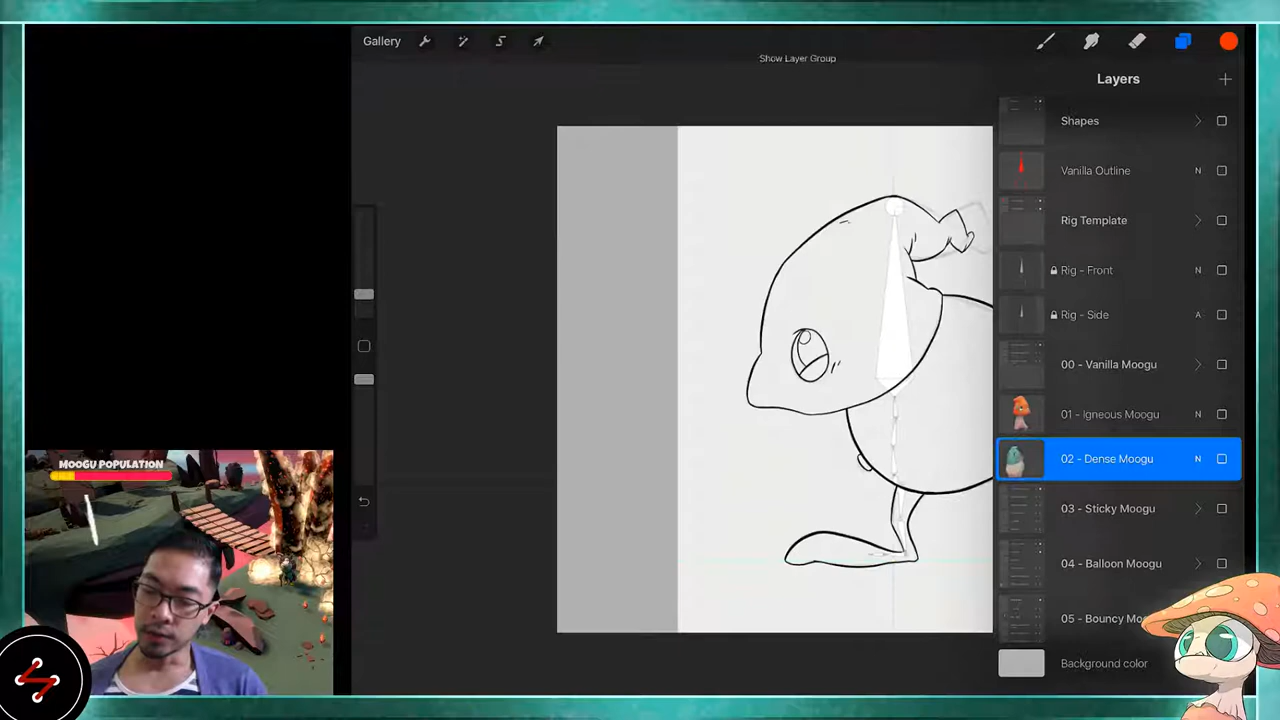 Gallery
Show Layer Group
Layers
Shapes
Vanilla Outline N
Rig Template
Rig - Front N
Rig - Side A
00 - Vanilla Moogu
01 - Igneous Moogu N
02 - Dense Moogu N
03 - Sticky Moogu
04 - Balloon Moogu
05 - Bouncy Moo
Background color
MOOGU POPULATION